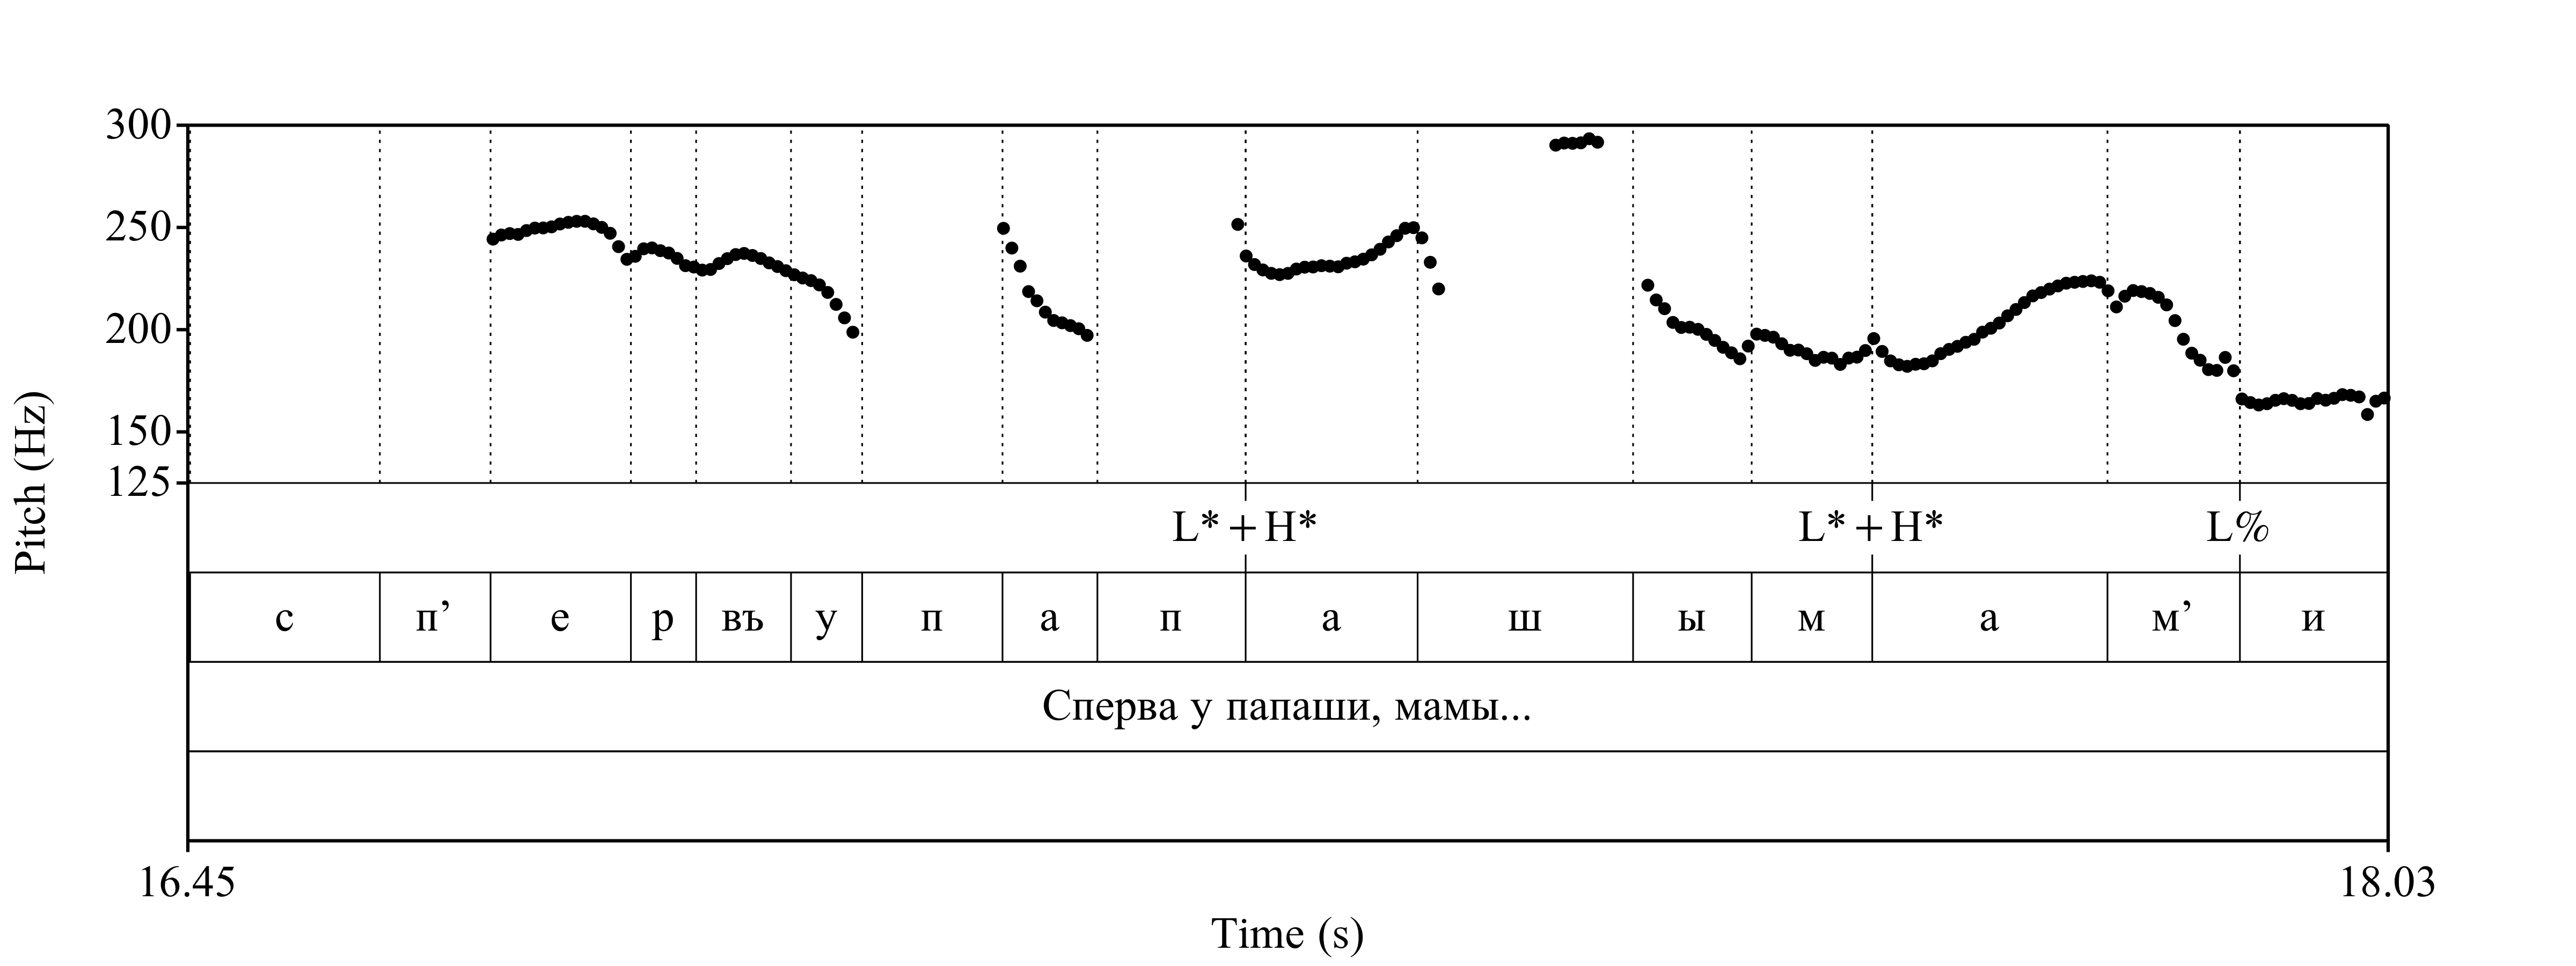 300
250
200
150
125
Pitch (Hz)
L* + H* L* + H* L%
с п’ е р въ у п а п а ш ы м а м’ и
Сперва у папаши, мамы...
16.45 18.03
Time (s)